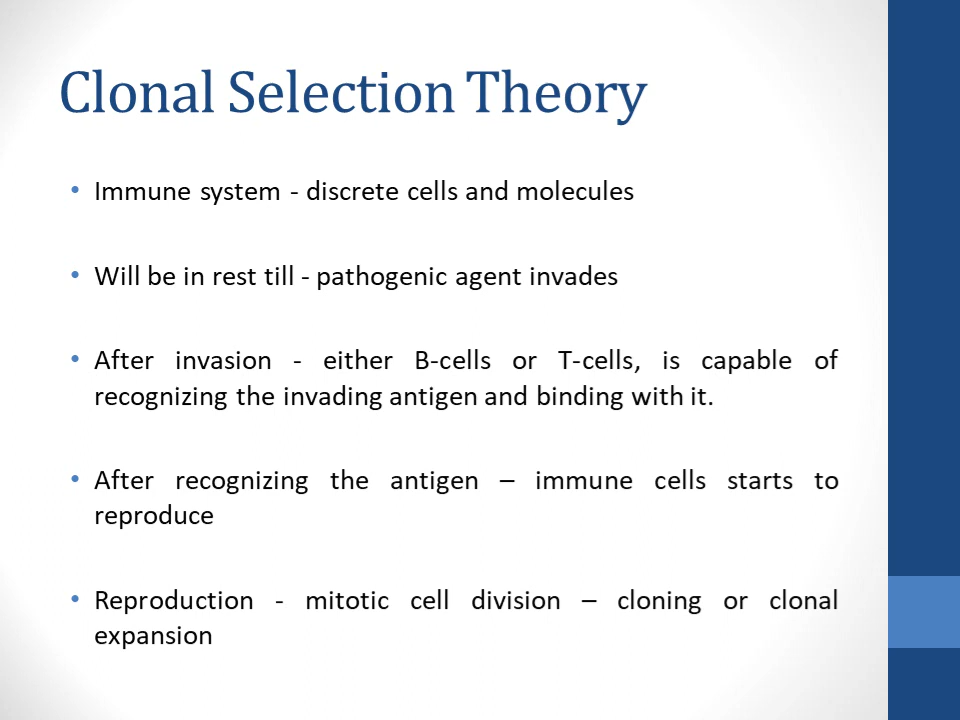 Clonal Selection Theory
• Immune system - discrete cells and molecules
• Will be in rest till - pathogenic agent invades
• After invasion - either B-cells or T-cells, is capable of
recognizing the invading antigen and binding with it.
• After recognizing the antigen – immune cells starts to
reproduce
• Reproduction - mitotic cell division – cloning or clonal
expansion